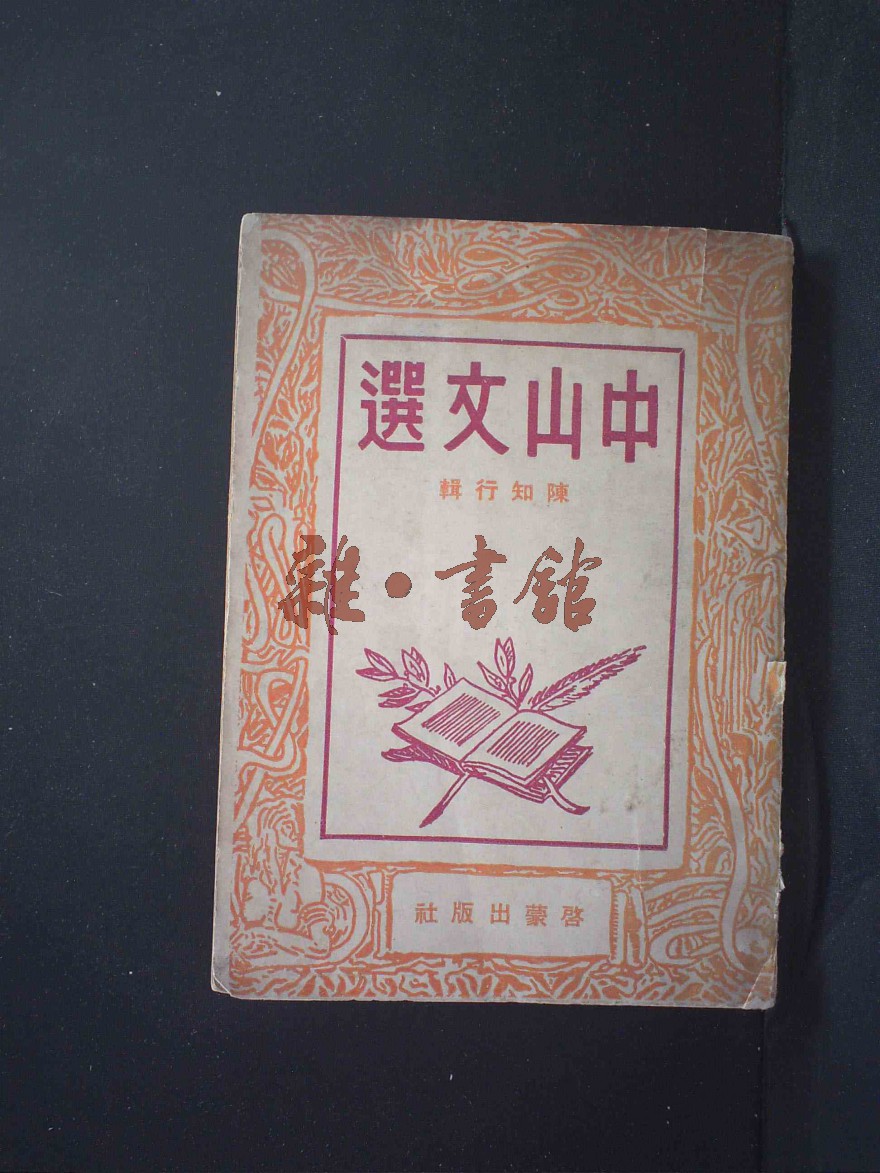 中山文選
陳知行輯
雜·書館
啓蒙出版社